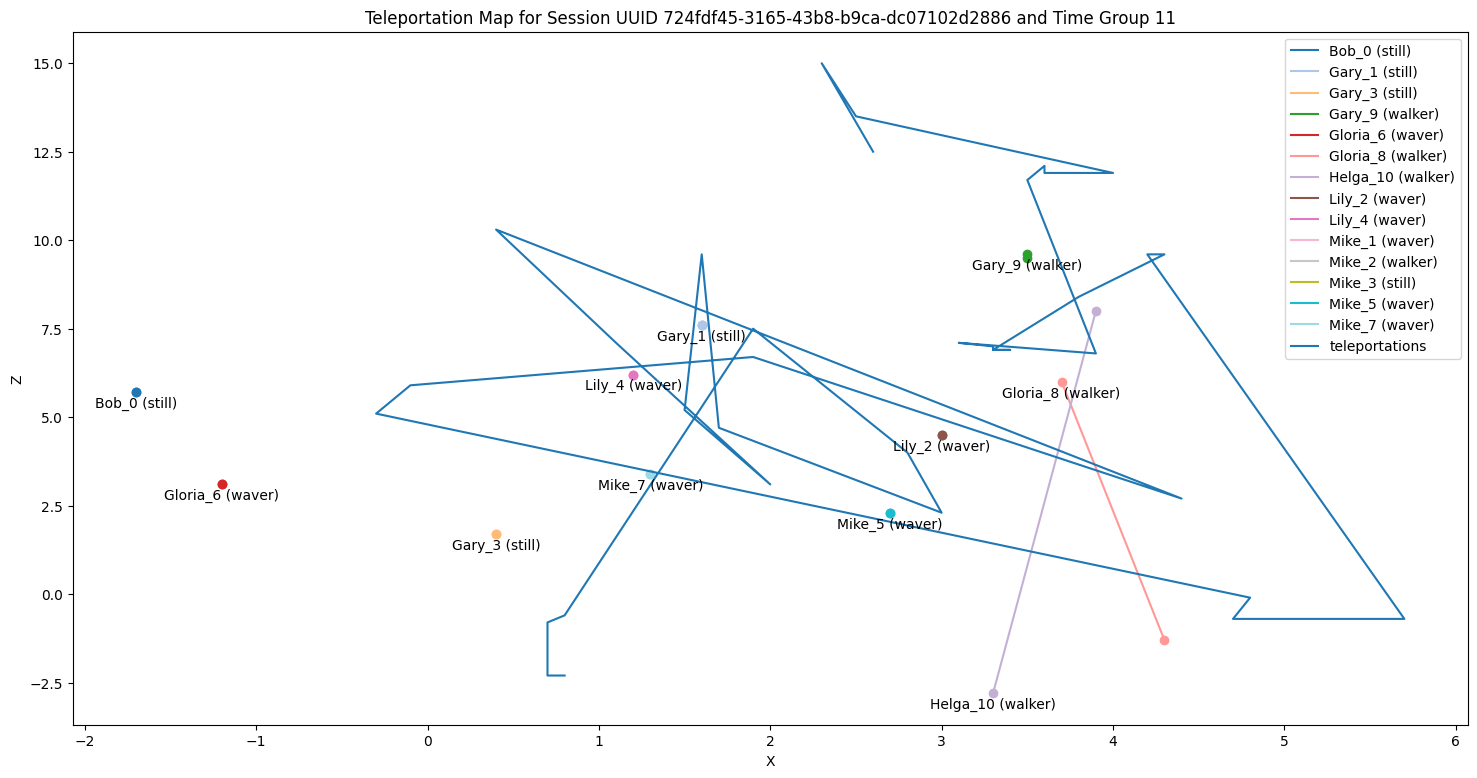 Teleportation Map for Session UUID 724fdf45-3165-43b8-b9ca-dc07102d2886 and Time Group 11
Bob_0 (still)
Gary_1 (still)
Gary_3 (still)
Gary_9 (walker)
Gloria_6 (waver)
Gloria_8 (walker)
Helga_10 (walker)
Lily_2 (waver)
Lily_4 (waver)
Mike_1 (waver)
Mike_2 (walker)
Mike_3 (still)
Mike_5 (waver)
Mike_7 (waver)
teleportations
15.0
12.5
10.0
7.5
5.0
2.5
0.0
−2.5
Z
Gary_9 (walker)
Gary_1 (still)
Lily_4 (waver)
Gloria_8 (walker)
Bob_0 (still)
Lily_2 (waver)
Mike_7 (waver)
Gloria_6 (waver)
Mike_5 (waver)
Gary_3 (still)
Helga_10 (walker)
−2
−1
0
1
2
3
4
5
6
X